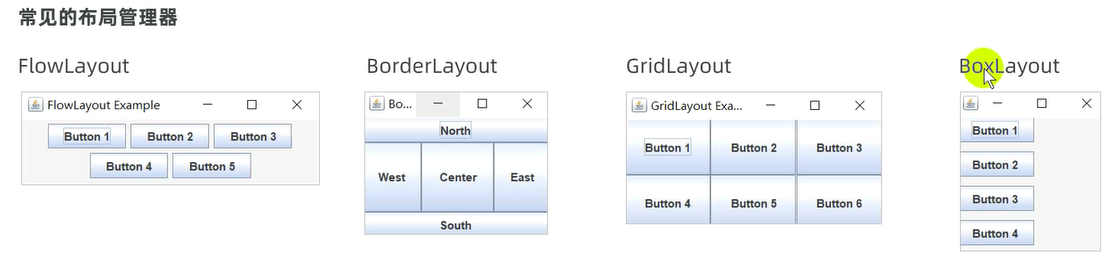 常见的布局管理器
FlowLayout
BorderLayout
GridLayout
BoxLayout
FlowLayout Example
Button 1
Button 2
Button 3
Button 4
Button 5
Bo...
North
West
Center
East
South
GridLayout Exa...
Button 1
Button 2
Button 3
Button 4
Button 5
Button 6
Button 1
Button 2
Button 3
Button 4